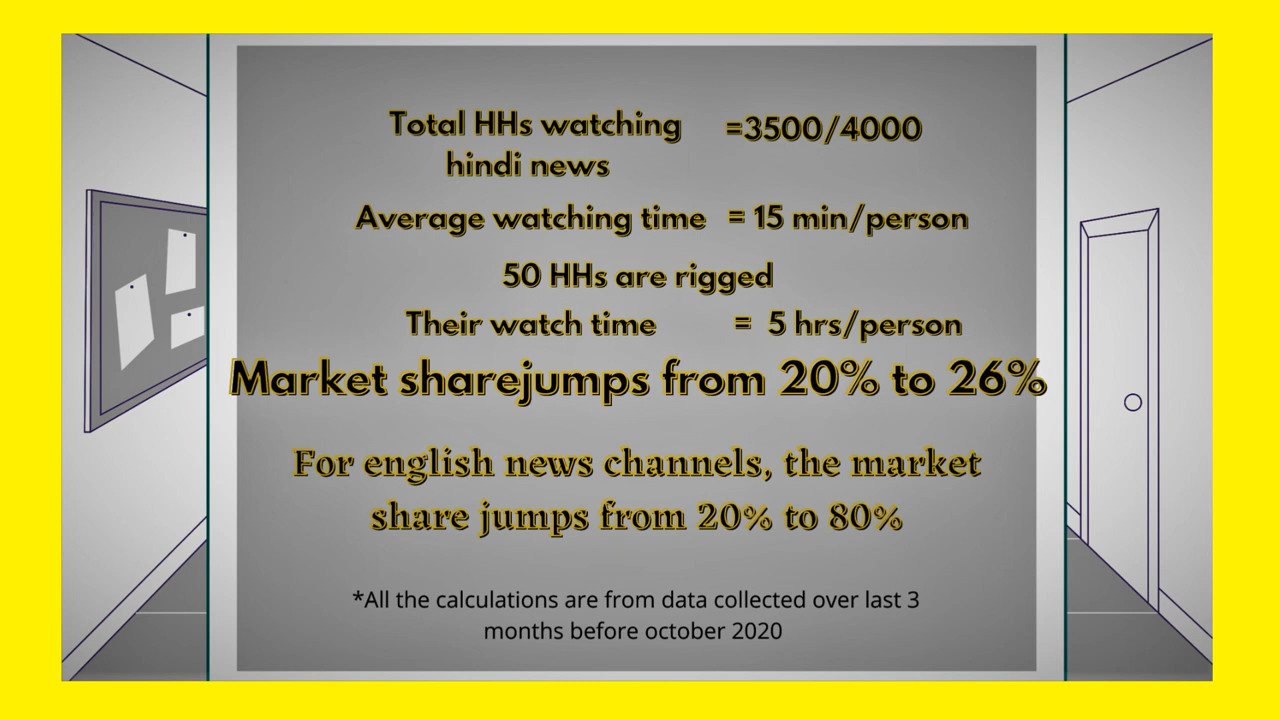 Total HHs watching =3500/4000
hindi news
Average watching time = 15 min/person
50 HHs are rigged
Their watch time = 5 hrs/person
Market sharejumps from 20% to 26%
For english news channels, the market
share jumps from 20% to 80%
*All the calculations are from data collected over last 3
months before october 2020